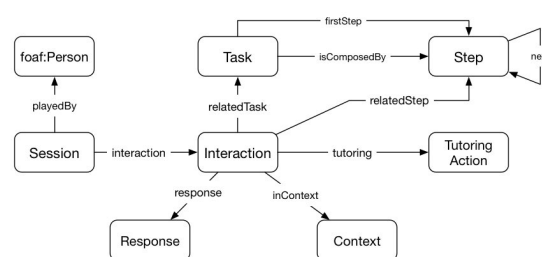 firstStep
foaf:Person
Task
isComposedBy
Step
ne
playedBy
relatedTask
relatedStep
Session
interaction
Interaction
tutoring
Tutoring
Action
response
inContext
Response
Context